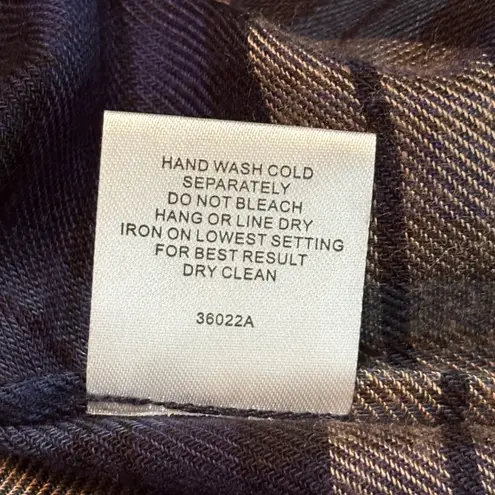 HAND WASH COLD
SEPARATELY
DO NOT BLEACH
HANG OR LINE DRY
IRON ON LOWEST SETTING
FOR BEST RESULT
DRY CLEAN
36022A